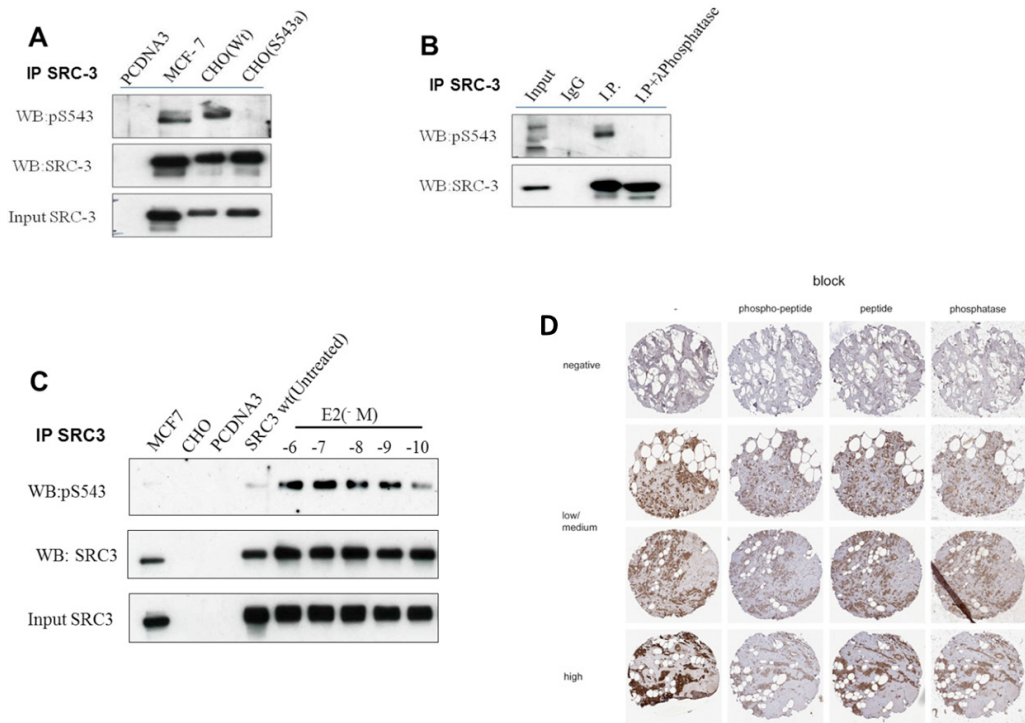 A
IP SRC-3
PCDNA3
MCF- 7
CHO(Wt)
CHO(S543a)
WB:pS543
WB:SRC-3
Input SRC-3
B
IP SRC-3
Input
IgG
I.P.
I.P+λPhosphatase
WB:pS543
WB:SRC-3
C
IP SRC3
MCF7
CHO
PCDNA3
SRC3 wt(Untreated)
E2(- M)
-6 -7 -8 -9 -10
WB:pS543
WB: SRC3
Input SRC3
D
block
- phospho-peptide peptide phosphatase
negative
low/
medium
high